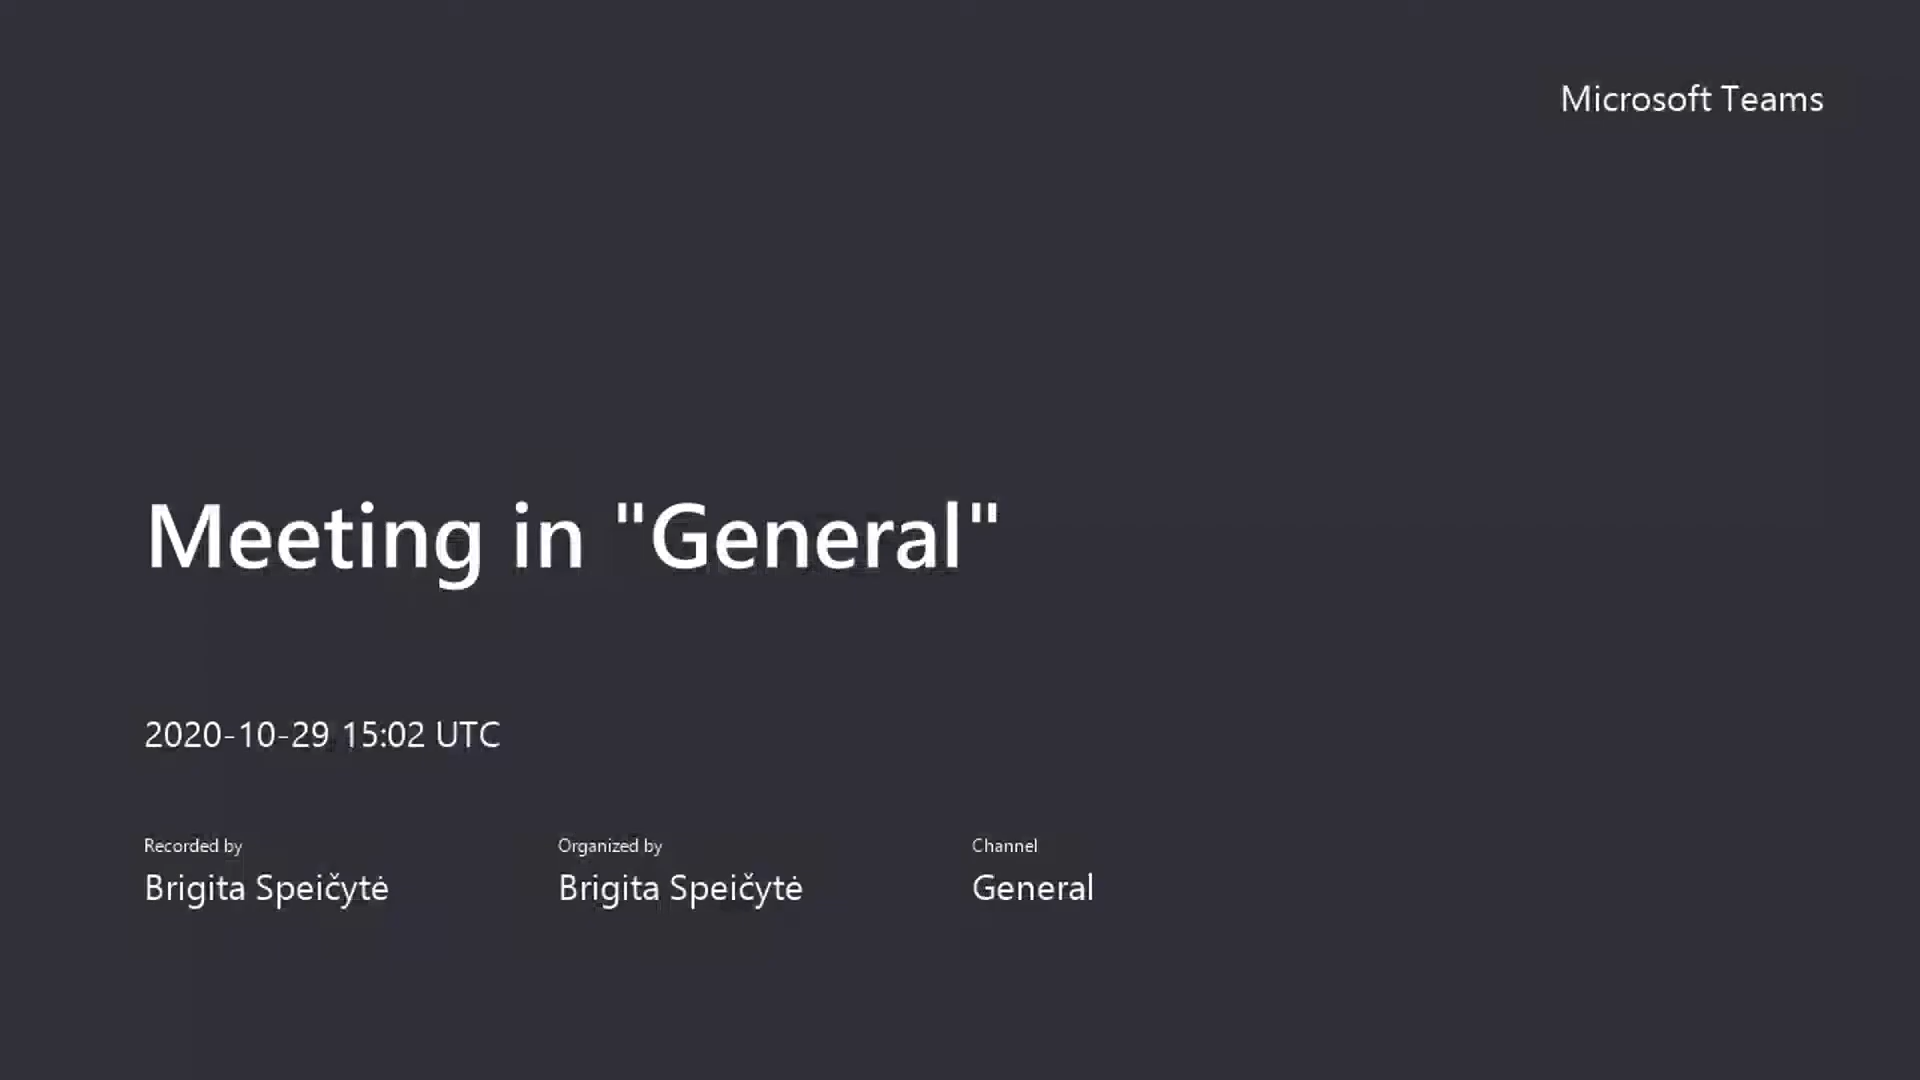 Microsoft Teams
Meeting in "General"
2020-10-29 15:02 UTC
Recorded by
Brigita Speičytė
Organized by
Brigita Speičytė
Channel
General